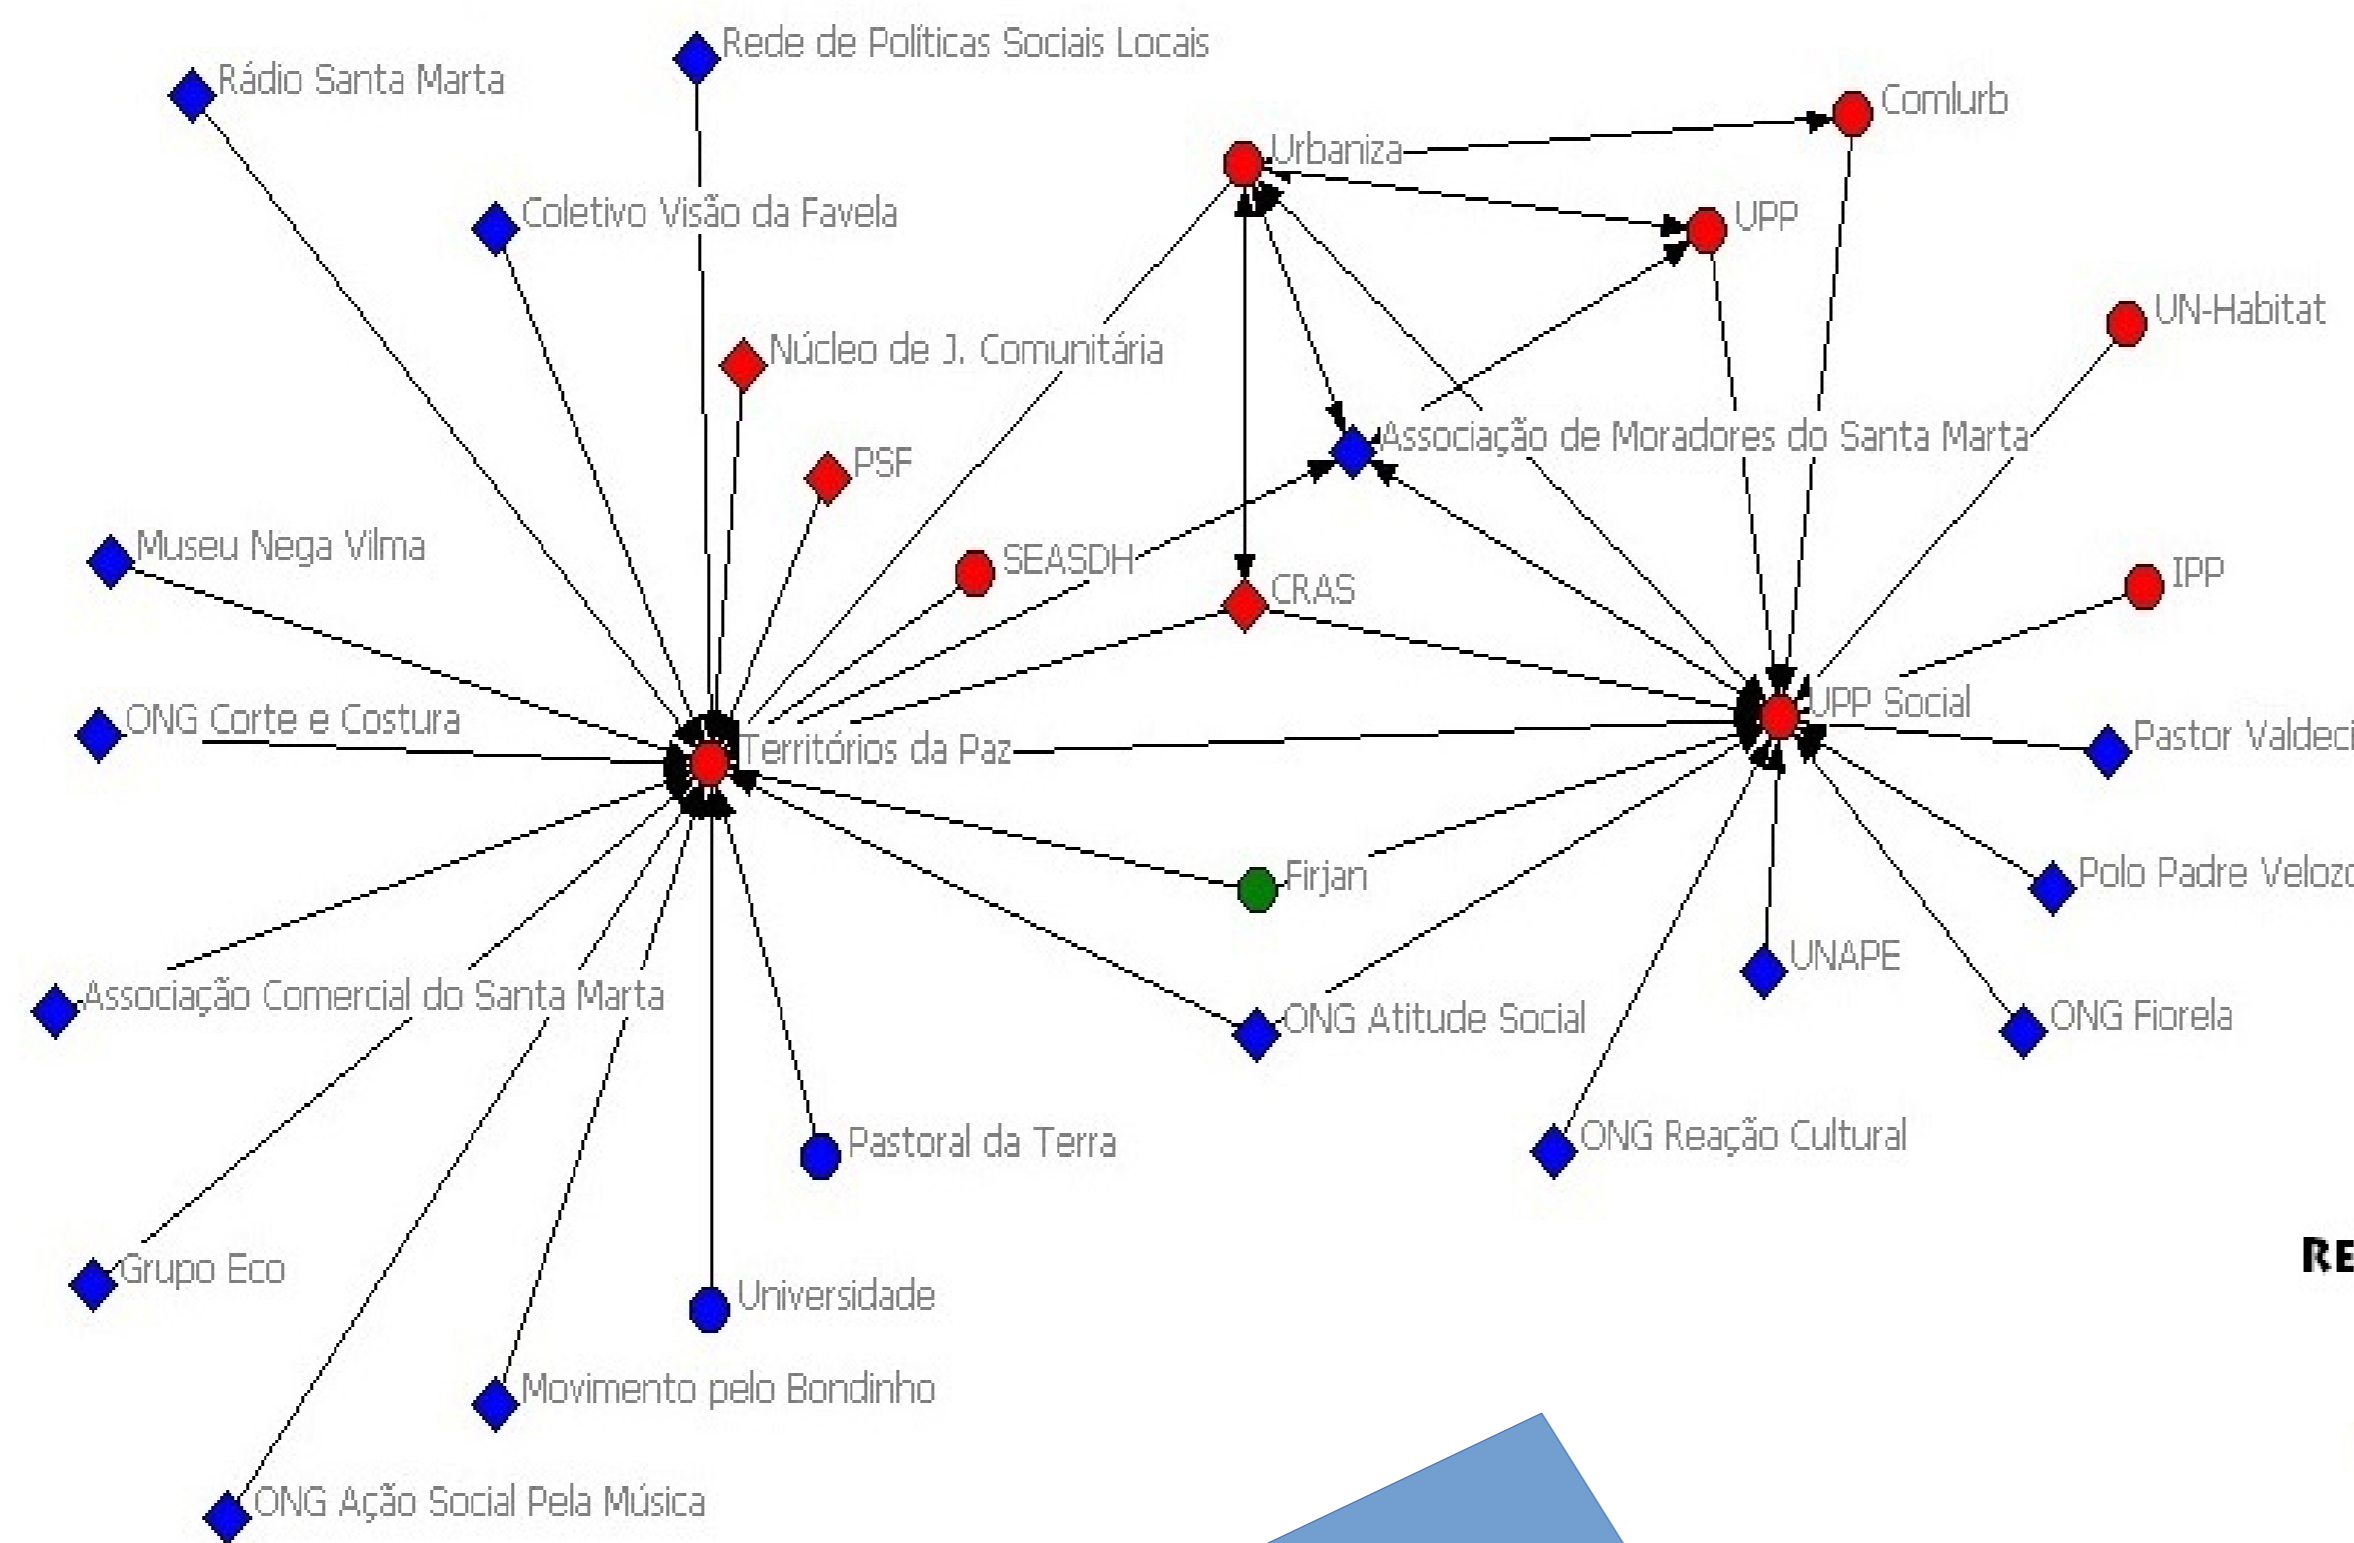 Rede de Políticas Sociais Locais
Rádio Santa Marta
Comlurb
Urbaniza
Coletivo Visão da Favela
UPP
UN-Habitat
Núcleo de J. Comunitária
Associação de Moradores do Santa Marta
PSF
Museu Nega Vilma
SEASDH
CRAS
IPP
ONG Corte e Costura
UPP Social
Territórios da Paz
Pastor Valdeci
Firjan
Polo Padre Velozo
UNAPE
Associação Comercial do Santa Marta
ONG Atitude Social
ONG Fiorela
Pastoral da Terra
ONG Reação Cultural
Grupo Eco
RE
Universidade
Movimento pelo Bondinho
ONG Ação Social Pela Música